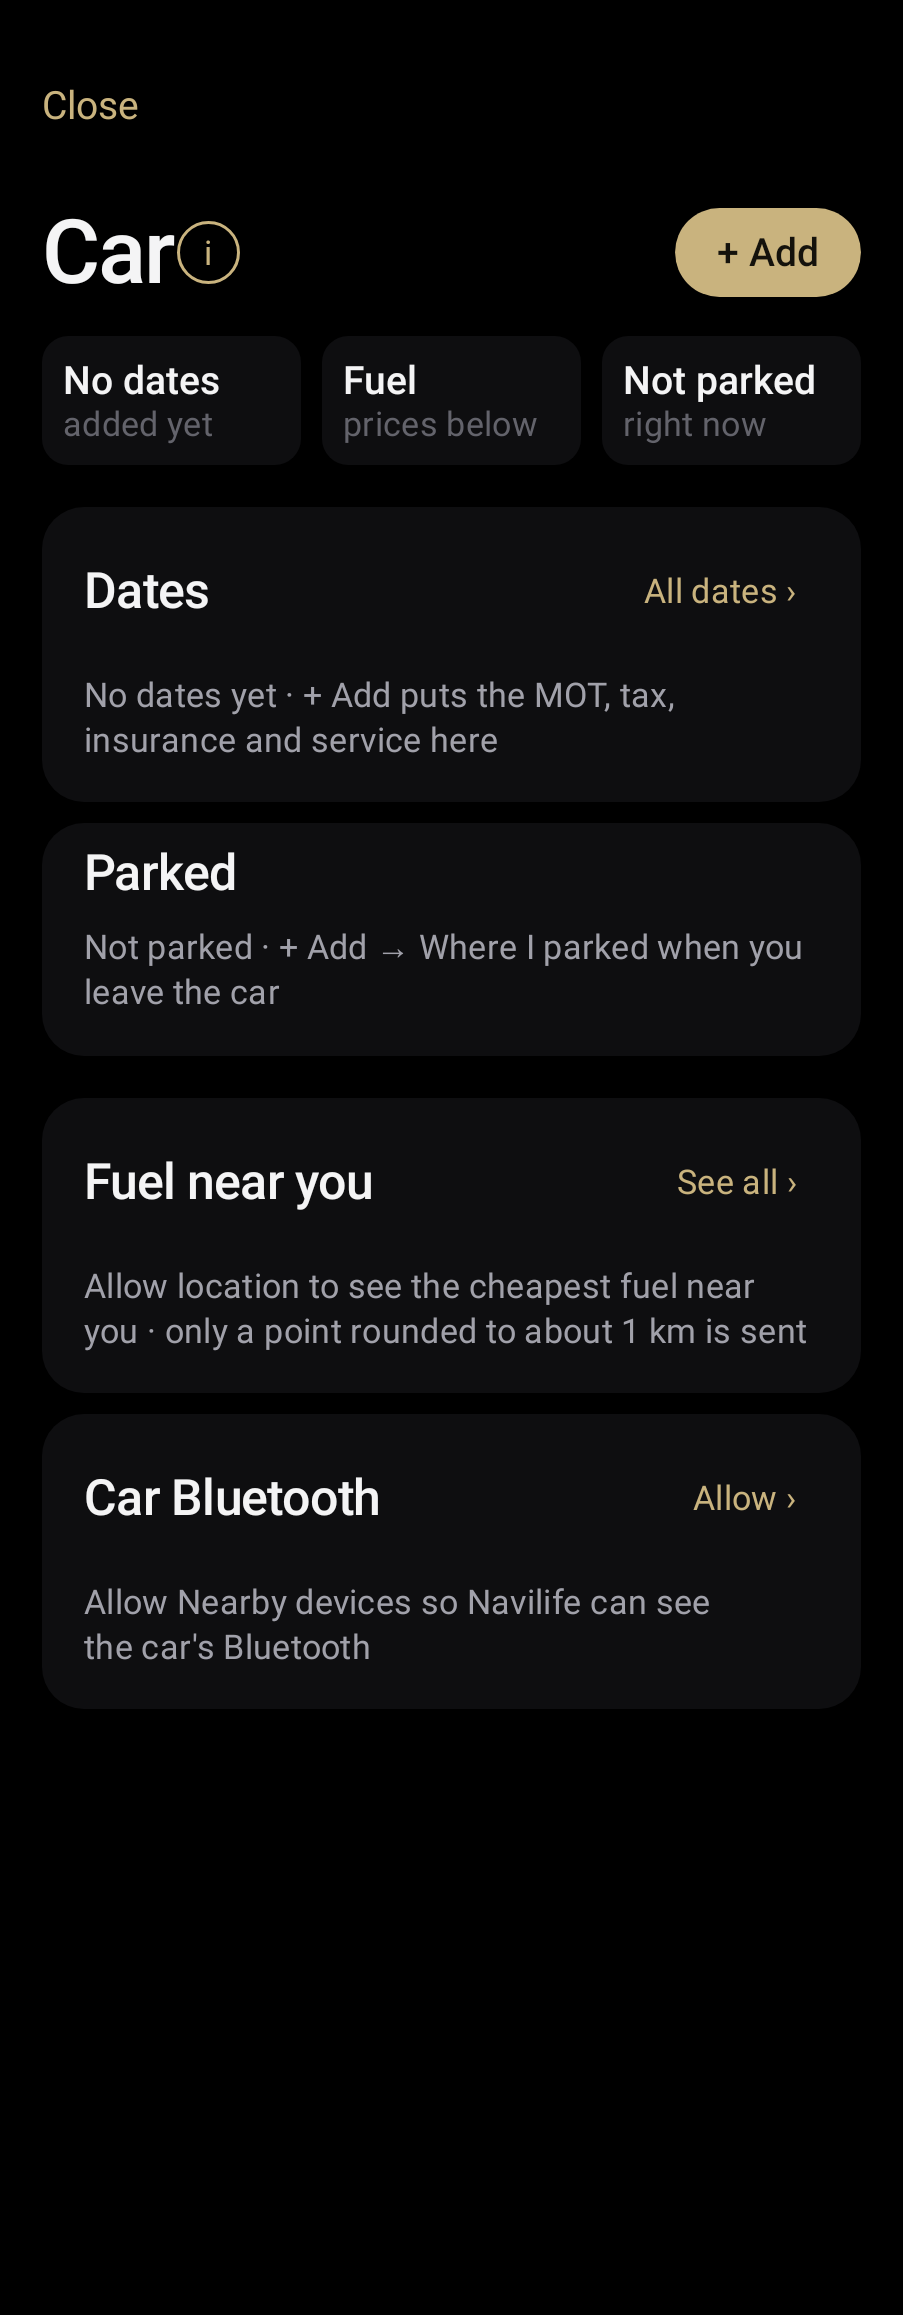 Close
Car i
+ Add
No dates
added yet
Fuel
prices below
Not parked
right now
Dates
All dates ›
No dates yet · + Add puts the MOT, tax,
insurance and service here
Parked
Not parked · + Add → Where I parked when you
leave the car
Fuel near you
See all ›
Allow location to see the cheapest fuel near
you · only a point rounded to about 1 km is sent
Car Bluetooth
Allow ›
Allow Nearby devices so Navilife can see
the car's Bluetooth